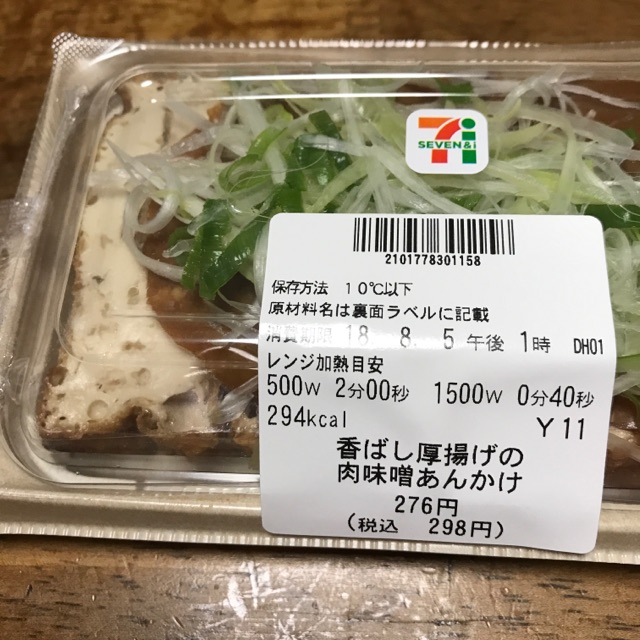 SEVEN&i
2101778301158
保存方法 10℃以下
原材料名は裏面ラベルに記載
消費期限 18. 8. 5 午後 1時 DH01
レンジ加熱目安
500W 2分00秒 1500W 0分40秒
294kcal Y11
香ばし厚揚げの
肉味噌あんかけ
276円
(税込 298円)